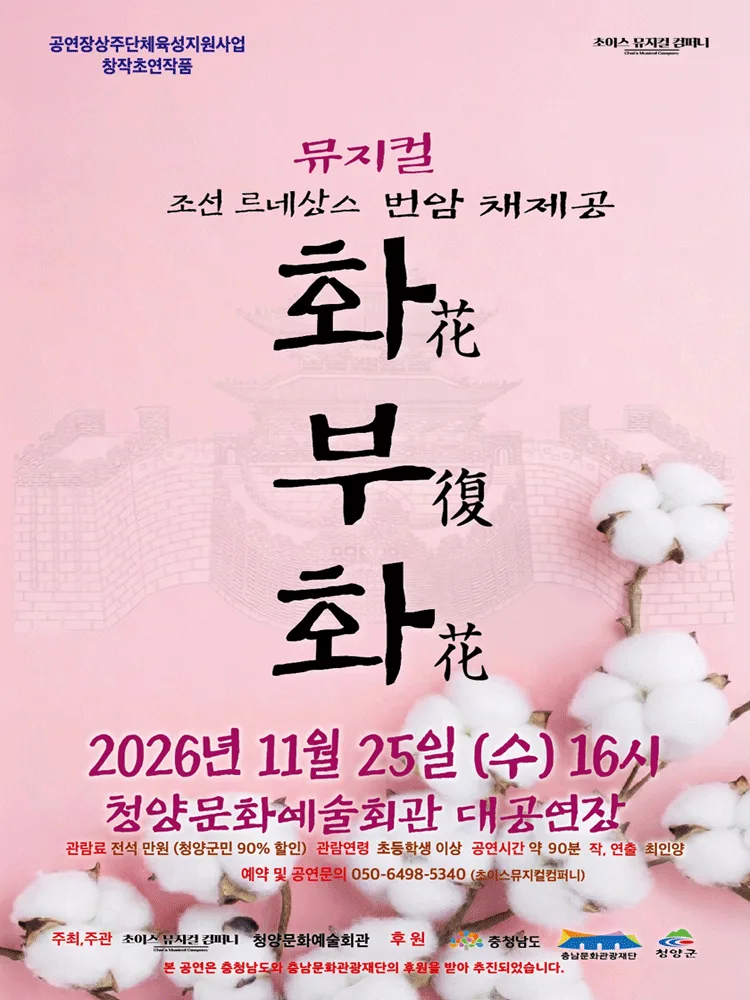 공연장상주단체육성지원사업
창작초연작품
초이스 뮤지컬 컴퍼니
Choi's Musical Company
뮤지컬
조선 르네상스 번암 채제공
화花
부復
화花
2026년 11월 25일 (수) 16시
청양문화예술회관 대공연장
관람료 전석 만원 (청양군민 90% 할인) 관람연령 초등학생 이상 공연시간 약 90분 작, 연출 최인양
예약 및 공연문의 050-6498-5340 (초이스뮤지컬컴퍼니)
주최,주관 초이스 뮤지컬 컴퍼니 Choi's Musical Company 청양문화예술회관 후원 충청남도 충남문화관광재단 청양군
본 공연은 충청남도와 충남문화관광재단의 후원을 받아 추진되었습니다.